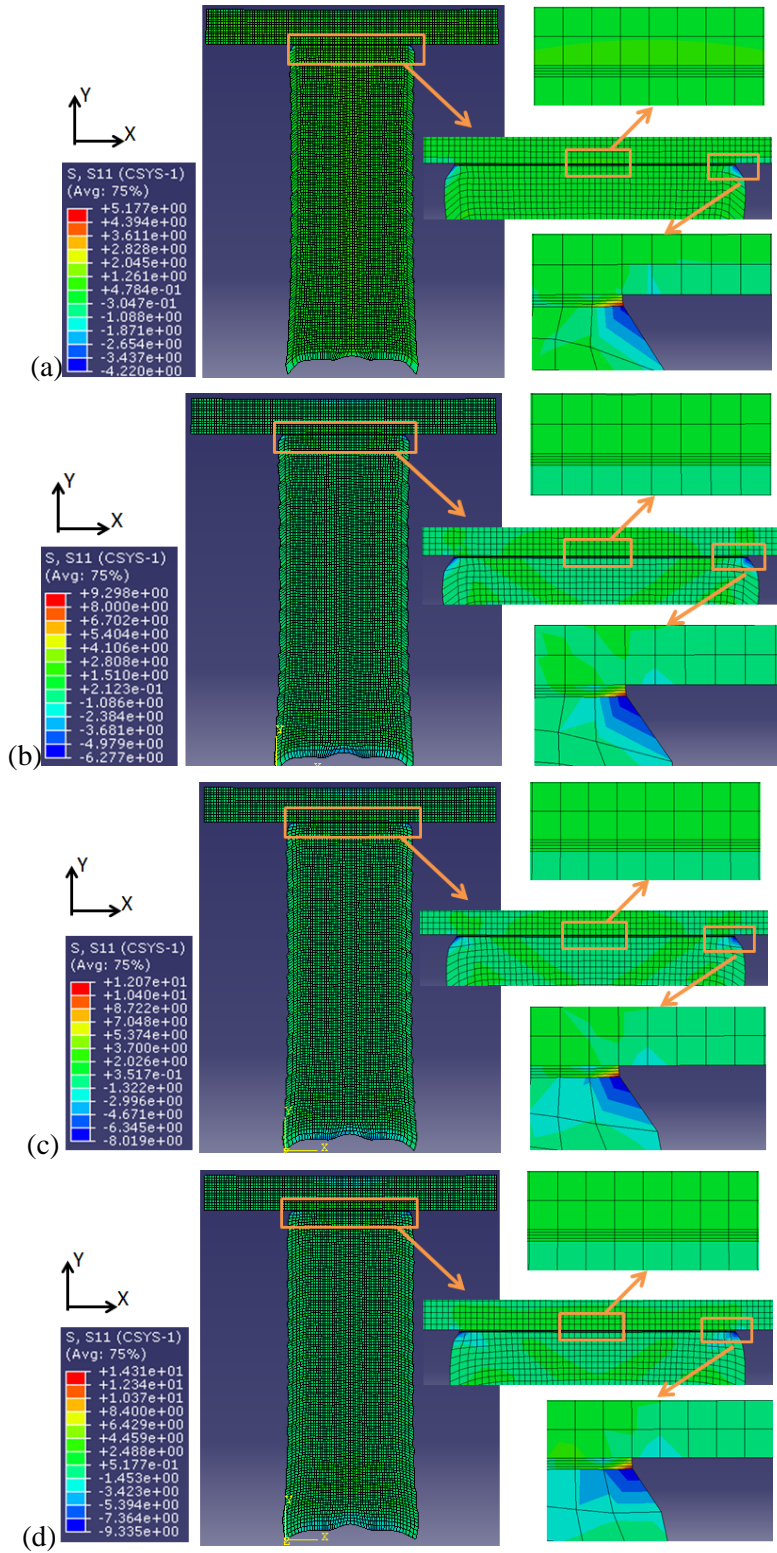 Y
X
S, S11 (CSYS-1)
(Avg: 75%)
+5.177e+00
+4.394e+00
+3.611e+00
+2.828e+00
+2.045e+00
+1.261e+00
+4.784e-01
-3.047e-01
-1.088e+00
-1.871e+00
-2.654e+00
-3.437e+00
-4.220e+00
(a)
Y
X
S, S11 (CSYS-1)
(Avg: 75%)
+9.298e+00
+8.000e+00
+6.702e+00
+5.404e+00
+4.106e+00
+2.808e+00
+1.510e+00
+2.123e-01
-1.086e+00
-2.384e+00
-3.681e+00
-4.979e+00
-6.277e+00
(b)
Y
Y
X
S, S11 (CSYS-1)
(Avg: 75%)
+1.207e+01
+1.040e+01
+8.722e+00
+7.048e+00
+5.374e+00
+3.700e+00
+2.026e+00
+3.517e-01
-1.322e+00
-2.996e+00
-4.671e+00
-6.345e+00
-8.019e+00
(c)
Y
Z X
Y
X
S, S11 (CSYS-1)
(Avg: 75%)
+1.431e+01
+1.234e+01
+1.037e+01
+8.400e+00
+6.429e+00
+4.459e+00
+2.488e+00
+5.177e-01
-1.453e+00
-3.423e+00
-5.394e+00
-7.364e+00
-9.335e+00
(d)
Y
Z X